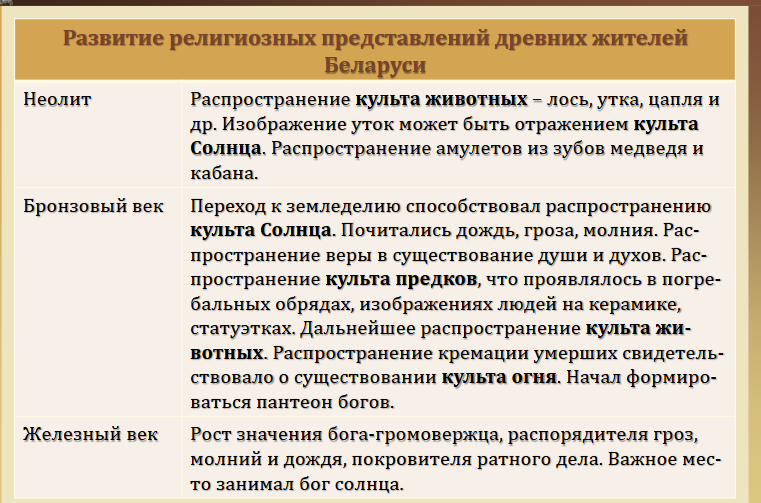 Развитие религиозных представлений древних жителей
Беларуси
Неолит
Распространение культа животных – лось, утка, цапля и
др. Изображение уток может быть отражением культа
Солнца. Распространение амулетов из зубов медведя и
кабана.
Бронзовый век
Переход к земледелию способствовал распространению
культа Солнца. Почитались дождь, гроза, молния. Рас-
пространение веры в существование души и духов. Рас-
пространение культа предков, что проявлялось в погре-
бальных обрядах, изображениях людей на керамике,
статуэтках. Дальнейшее распространение культа жи-
вотных. Распространение кремации умерших свидетель-
ствовало о существовании культа огня. Начал формиро-
ваться пантеон богов.
Железный век
Рост значения бога-громовержца, распорядителя гроз,
молний и дождя, покровителя ратного дела. Важное мес-
то занимал бог солнца.